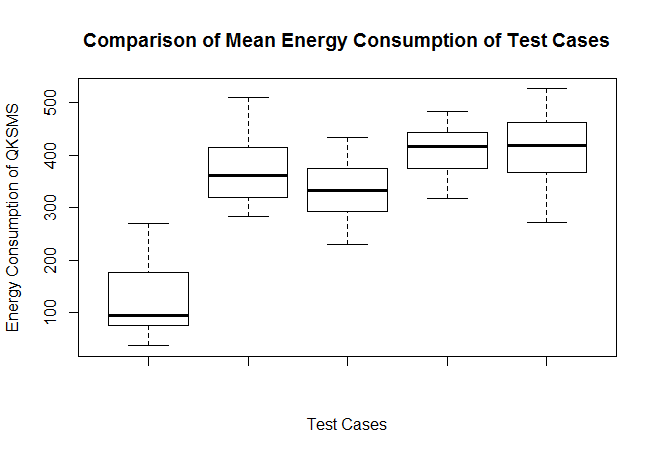 Comparison of Mean Energy Consumption of Test Cases
Energy Consumption of QKSMS
500
400
300
200
100
Test Cases